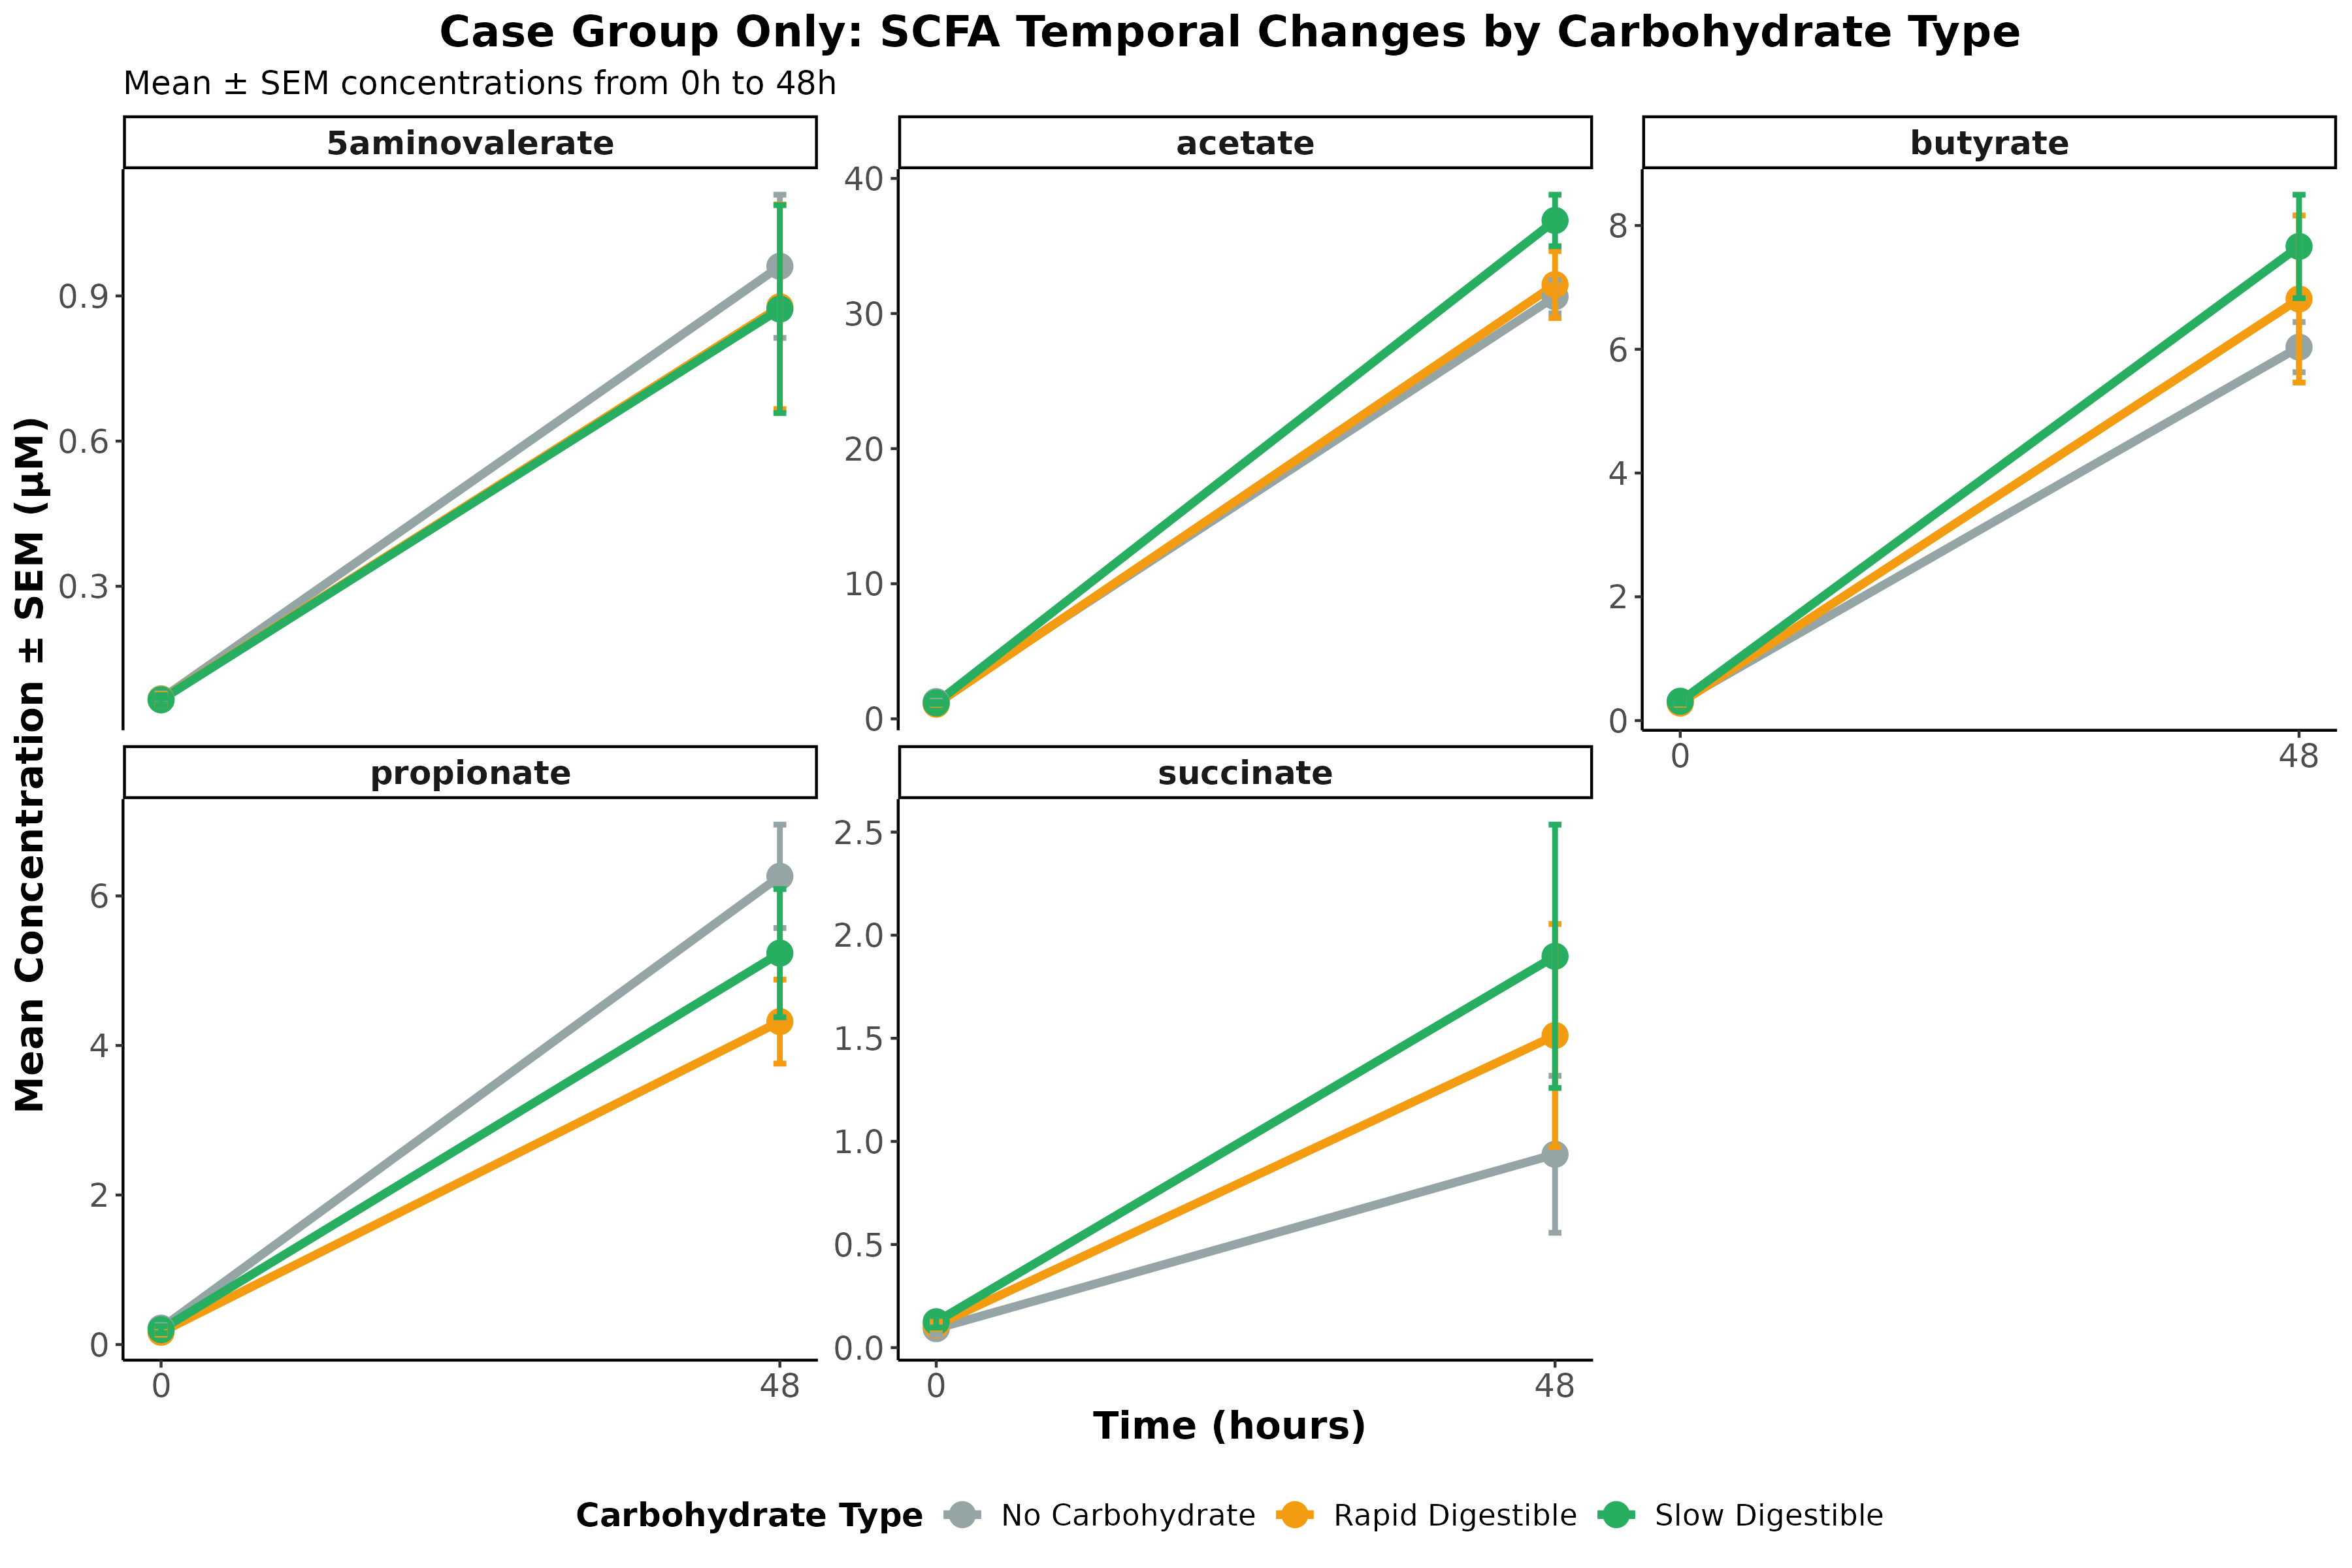 Case Group Only: SCFA Temporal Changes by Carbohydrate Type
Mean ± SEM concentrations from 0h to 48h
Mean Concentration ± SEM (µM)
5aminovalerate
0.9
0.6
0.3
acetate
40
30
20
10
0
butyrate
8
6
4
2
0
0 48
propionate
6
4
2
0
0 48
succinate
2.5
2.0
1.5
1.0
0.5
0.0
0 48
Time (hours)
Carbohydrate Type No Carbohydrate Rapid Digestible Slow Digestible